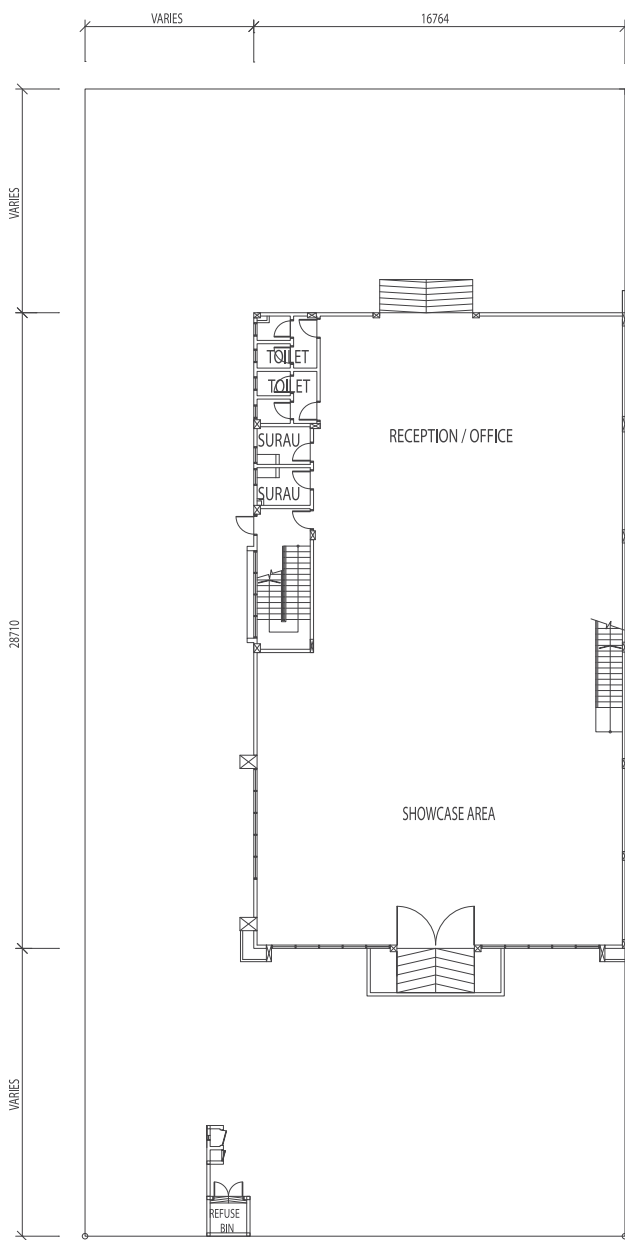 VARIES
16764
VARIES
TOILET
TOILET
RECEPTION / OFFICE
SURAU
SURAU
28710
SHOWCASE AREA
VARIES
REFUSE
BIN